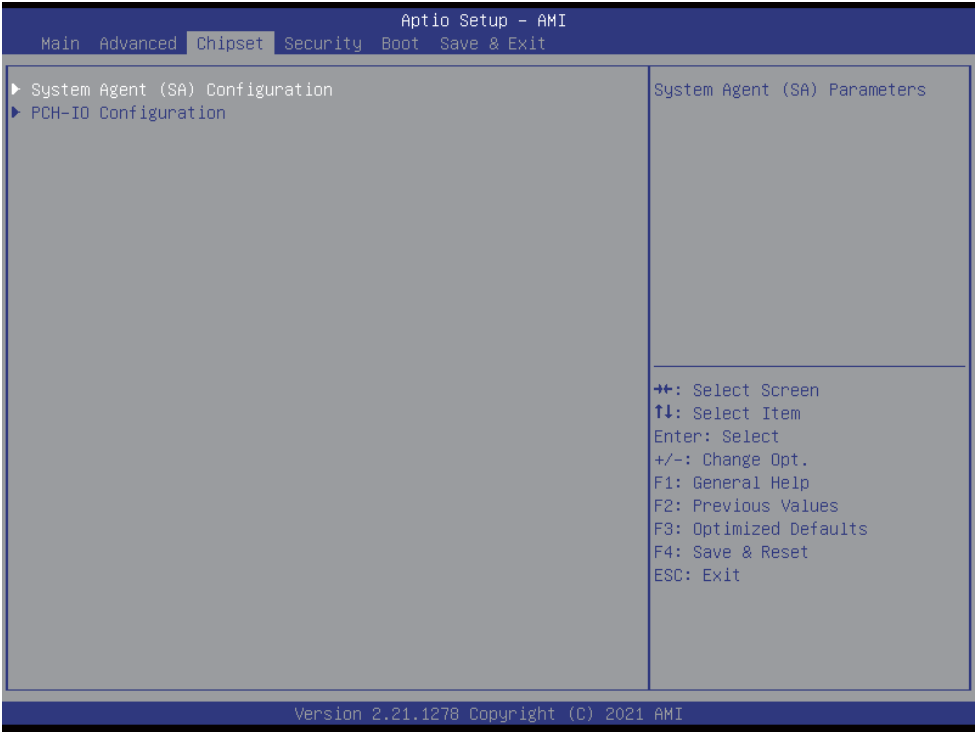 Aptio Setup – AMI
Main Advanced Chipset Security Boot Save & Exit
▶ System Agent (SA) Configuration
▶ PCH-IO Configuration
System Agent (SA) Parameters
→←: Select Screen
↑↓: Select Item
Enter: Select
+/-: Change Opt.
F1: General Help
F2: Previous Values
F3: Optimized Defaults
F4: Save & Reset
ESC: Exit
Version 2.21.1278 Copyright (C) 2021 AMI